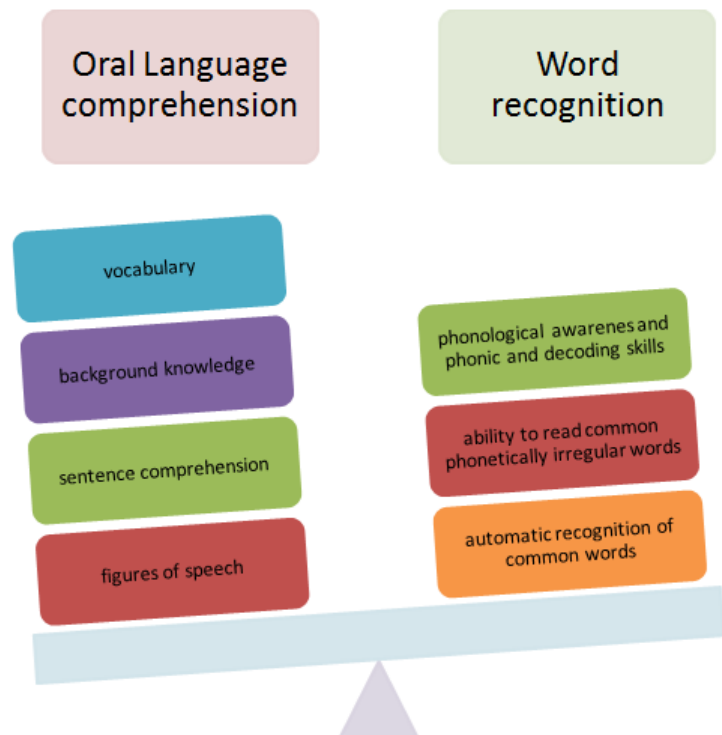 Oral Language
comprehension
Word
recognition
vocabulary
background knowledge
sentence comprehension
figures of speech
phonological awarenes and
phonic and decoding skills
ability to read common
phonetically irregular words
automatic recognition of
common words